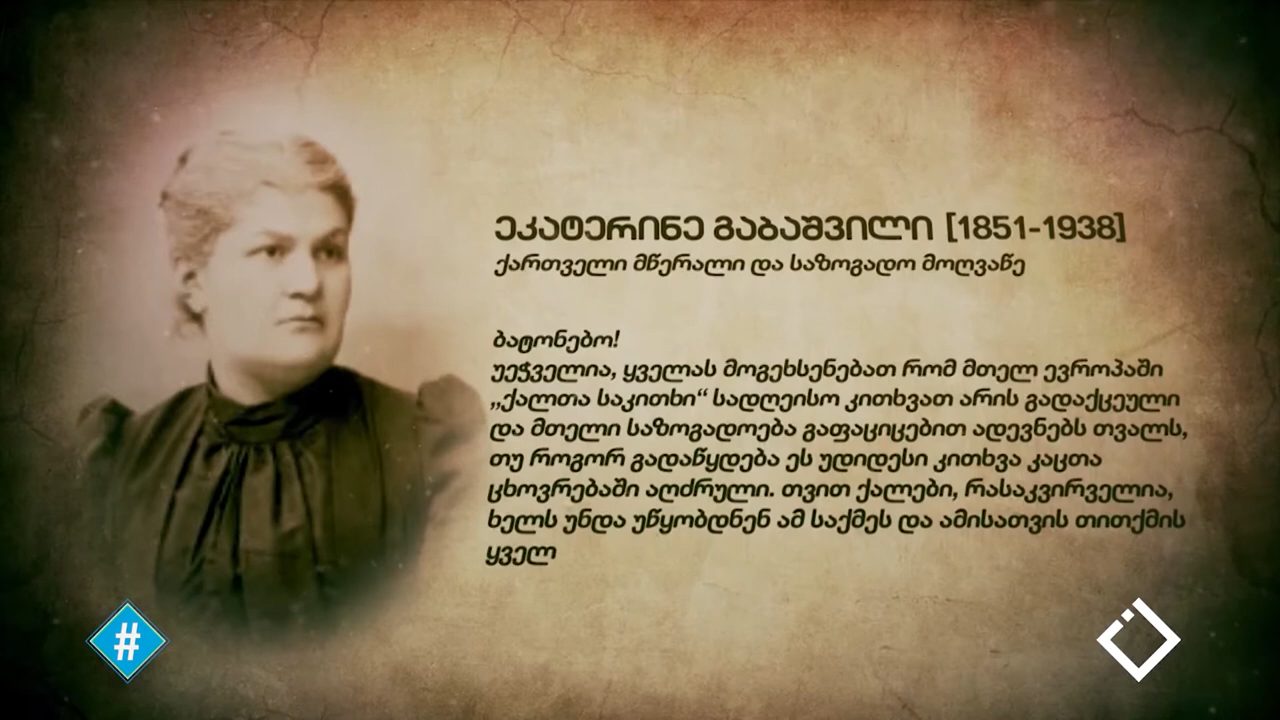 ეკატერინე გაბაშვილი [1851-1938]
ქართველი მწერალი და საზოგადო მოღვაწე
ბატონებო!
უეჭველია, ყველას მოგეხსენებათ რომ მთელ ევროპაში
„ქალთა საკითხი“ სადღეისო კითხვათ არის გადაქცეული
და მთელი საზოგადოება გაფაციცებით ადევნებს თვალს,
თუ როგორ გადაწყდება ეს უდიდესი კითხვა კაცთა
ცხოვრებაში აღძრული. თვით ქალები, რასაკვირველია,
ხელს უნდა უწყობდნენ ამ საქმეს და ამისათვის თითქმის
ყველ
#